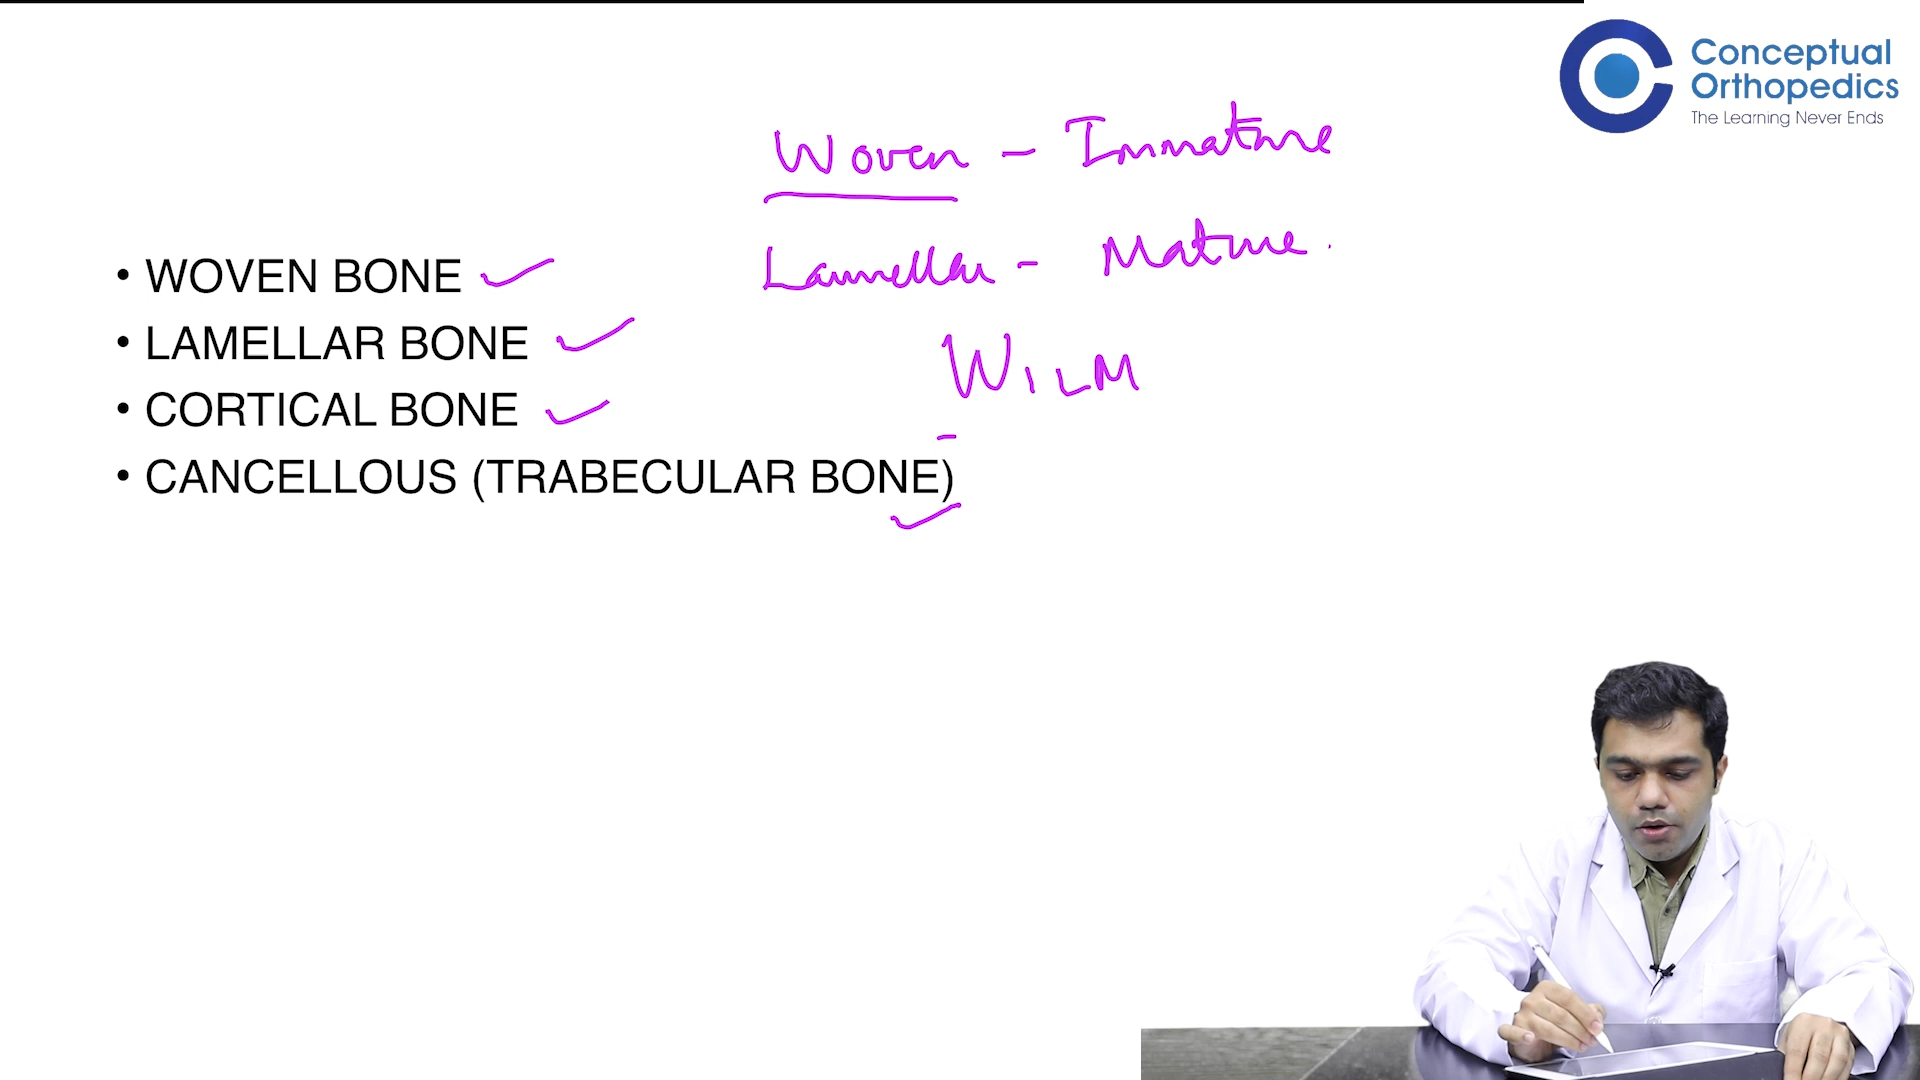 Conceptual
Orthopedics
The Learning Never Ends
Woven - Immature
Lamellar - Mature.
WILM
• WOVEN BONE
• LAMELLAR BONE
• CORTICAL BONE
• CANCELLOUS (TRABECULAR BONE)